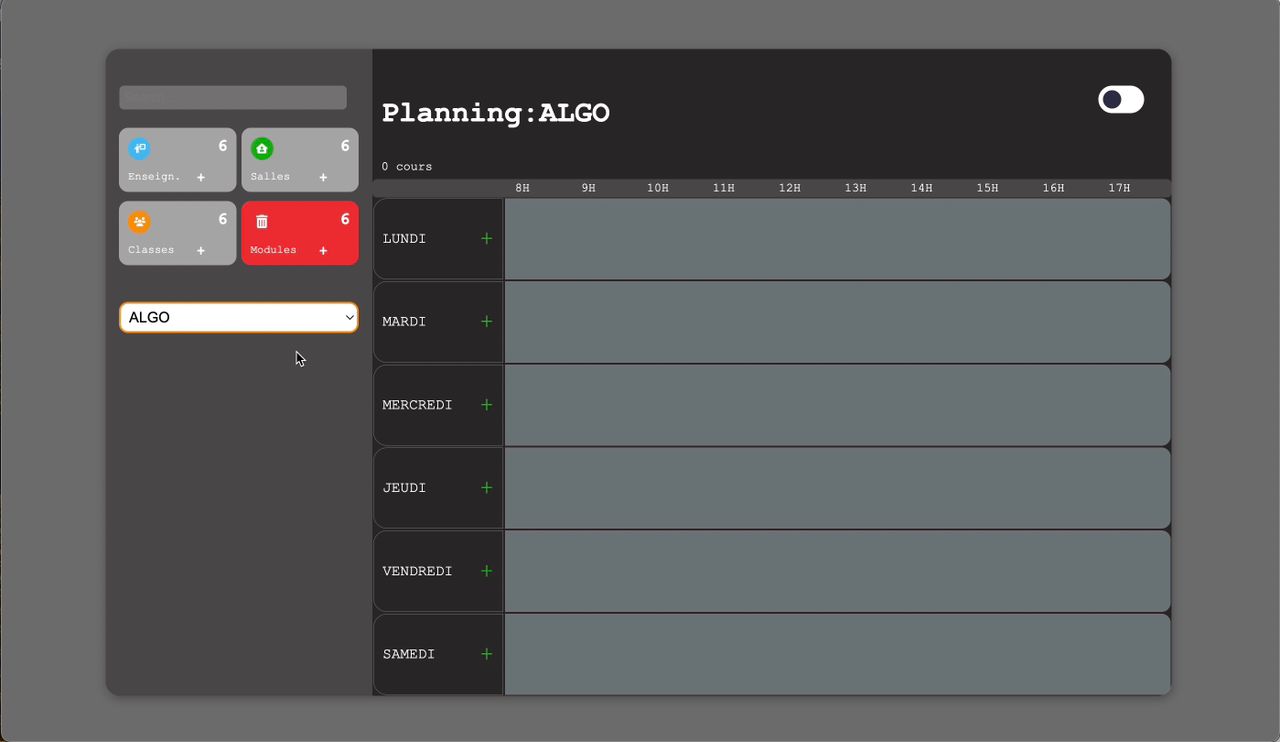 Search...
Planning:ALGO
6
Enseign. +
6
Salles +
6
Classes +
6
Modules +
ALGO
0 cours
8H 9H 10H 11H 12H 13H 14H 15H 16H 17H
LUNDI +
MARDI +
MERCREDI +
JEUDI +
VENDREDI +
SAMEDI +